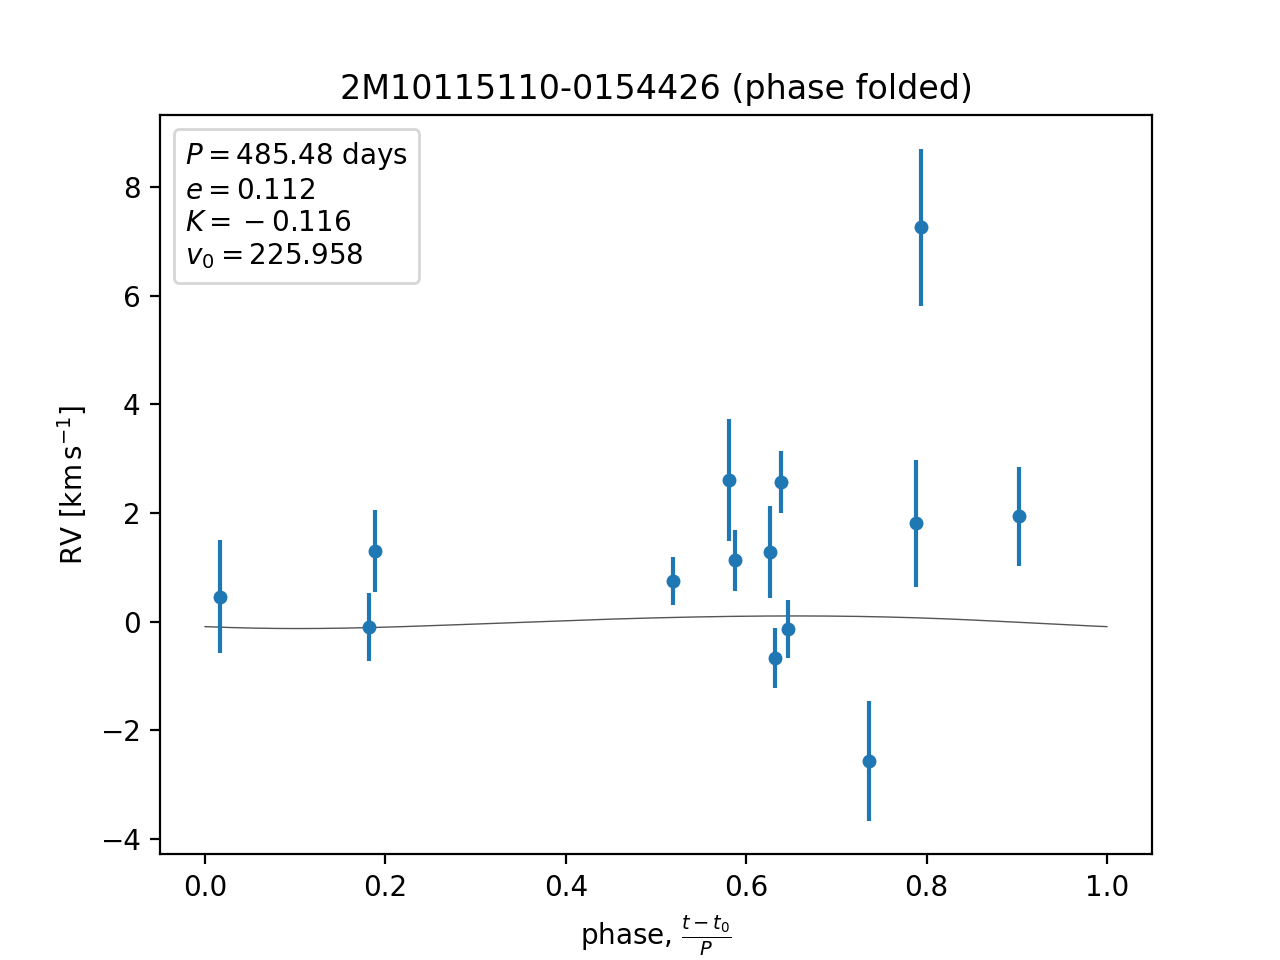 2M10115110-0154426 (phase folded)
P = 485.48 days
e = 0.112
K = −0.116
v₀ = 225.958
8
6
4
2
0
−2
−4
RV [km s⁻¹]
0.0 0.2 0.4 0.6 0.8 1.0
phase, (t − t₀)/P